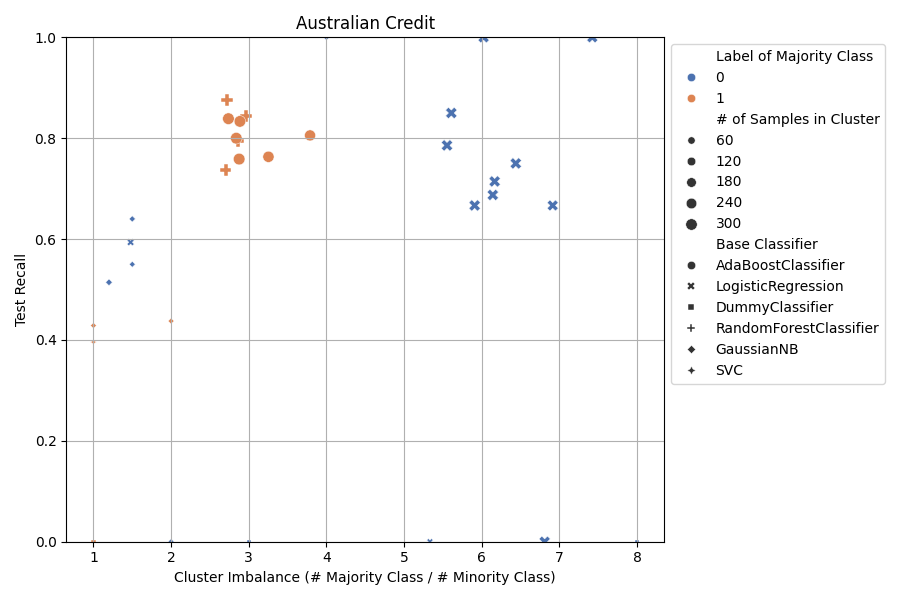 Australian Credit
1.0
0.8
0.6
0.4
0.2
0.0
Test Recall
1 2 3 4 5 6 7 8
Cluster Imbalance (# Majority Class / # Minority Class)
Label of Majority Class
0
1
# of Samples in Cluster
60
120
180
240
300
Base Classifier
AdaBoostClassifier
LogisticRegression
DummyClassifier
RandomForestClassifier
GaussianNB
SVC